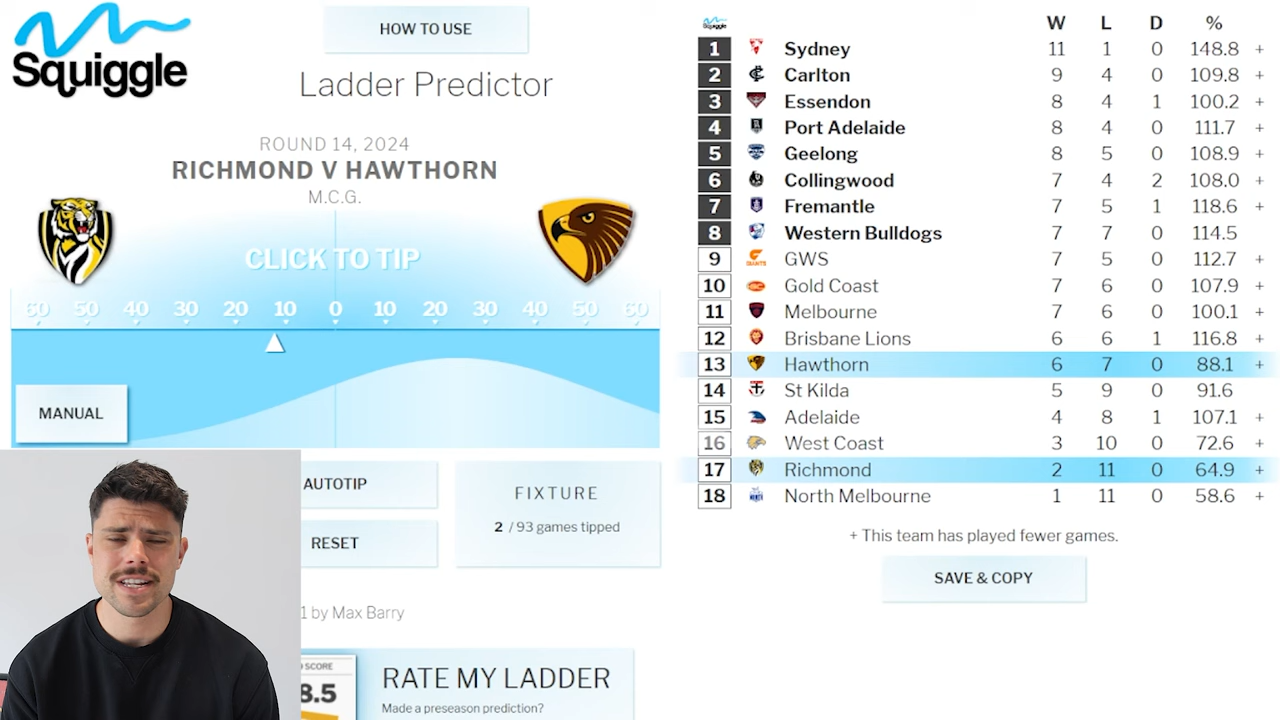 Squiggle
HOW TO USE
Ladder Predictor
ROUND 14, 2024
RICHMOND V HAWTHORN
M.C.G.
CLICK TO TIP
60 50 40 30 20 10 0 10 20 30 40 50 60
MANUAL
AUTOTIP
RESET
FIXTURE
2 / 93 games tipped
1 by Max Barry
SCORE
8.5
RATE MY LADDER
Made a preseason prediction?
Squiggle W L D %
1 Sydney 11 1 0 148.8 +
2 Carlton 9 4 0 109.8 +
3 Essendon 8 4 1 100.2 +
4 Port Adelaide 8 4 0 111.7 +
5 Geelong 8 5 0 108.9 +
6 Collingwood 7 4 2 108.0 +
7 Fremantle 7 5 1 118.6 +
8 Western Bulldogs 7 7 0 114.5
9 GIANTS GWS 7 5 0 112.7 +
10 Gold Coast 7 6 0 107.9 +
11 Melbourne 7 6 0 100.1 +
12 Brisbane Lions 6 6 1 116.8 +
13 Hawthorn 6 7 0 88.1 +
14 St Kilda 5 9 0 91.6
15 Adelaide 4 8 1 107.1 +
16 West Coast 3 10 0 72.6 +
17 Richmond 2 11 0 64.9 +
18 North Melbourne 1 11 0 58.6 +
+ This team has played fewer games.
SAVE & COPY